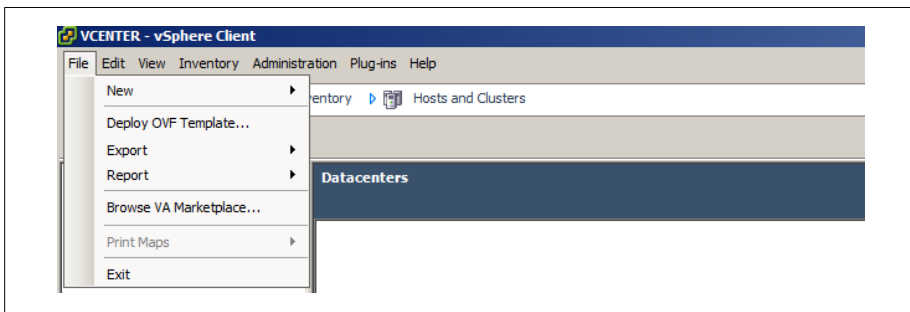 VCENTER - vSphere Client
File Edit View Inventory Administration Plug-ins Help
New
entory Hosts and Clusters
Deploy OVF Template...
Export
Report
Datacenters
Browse VA Marketplace...
Print Maps
Exit